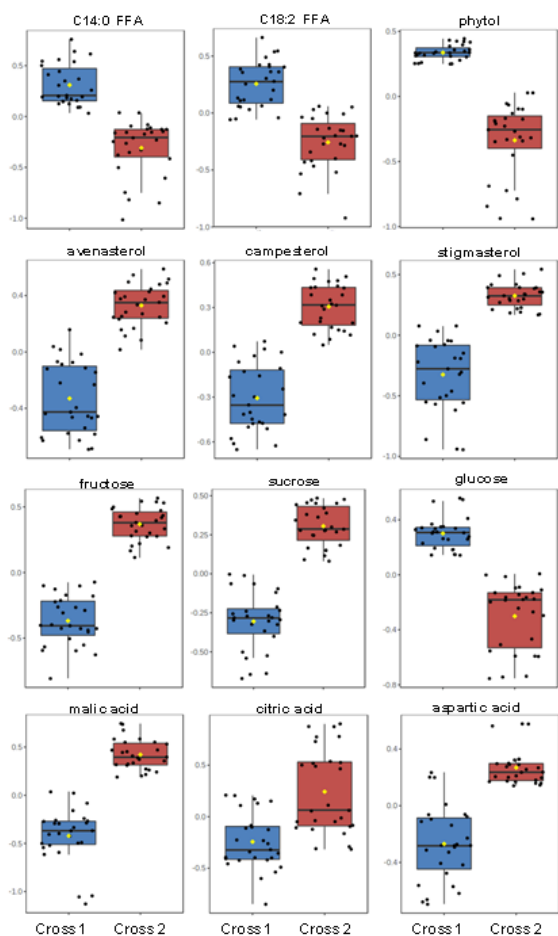 C14:0 FFA C18:2 FFA phytol
0.5 0.5 0.5
0.0 0.0 0.0
-0.5 -0.5 -0.5
-1.0 -1.0 -1.0
avenasterol campesterol stigmasterol
0.4 0.6 0.5
0.0 0.3 0.0
-0.4 0.0 -0.5
-0.3 -1.0
-0.6
fructose sucrose glucose
0.5 0.50 0.4
0.0 0.25 0.0
-0.5 0.00 -0.4
-0.25 -0.8
-0.50
malic acid citric acid aspartic acid
0.5 0.5 0.4
0.0 0.0 0.0
-0.5 -0.5 -0.4
-1.0
Cross1 Cross 2 Cross1 Cross 2 Cross1 Cross 2